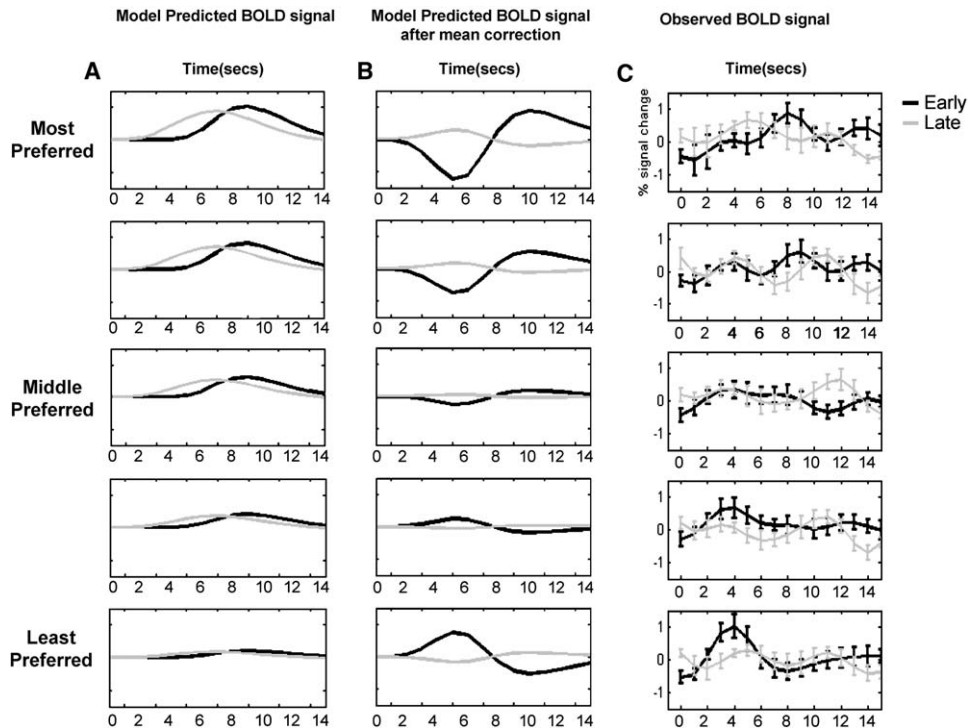 Model Predicted BOLD signal
Model Predicted BOLD signal
after mean correction
Observed BOLD signal
A
Time(secs)
B
Time(secs)
C
Time(secs)
Early
Late
Most
Preferred
% signal change
1
0
-1
0 2 4 6 8 10 12 14
0 2 4 6 8 10 12 14
0 2 4 6 8 10 12 14
1
0
-1
0 2 4 6 8 10 12 14
0 2 4 6 8 10 12 14
0 2 4 6 8 10 12 14
Middle
Preferred
1
0
-1
0 2 4 6 8 10 12 14
0 2 4 6 8 10 12 14
0 2 4 6 8 10 12 14
1
0
-1
0 2 4 6 8 10 12 14
0 2 4 6 8 10 12 14
0 2 4 6 8 10 12 14
Least
Preferred
1
0
-1
0 2 4 6 8 10 12 14
0 2 4 6 8 10 12 14
0 2 4 6 8 10 12 14